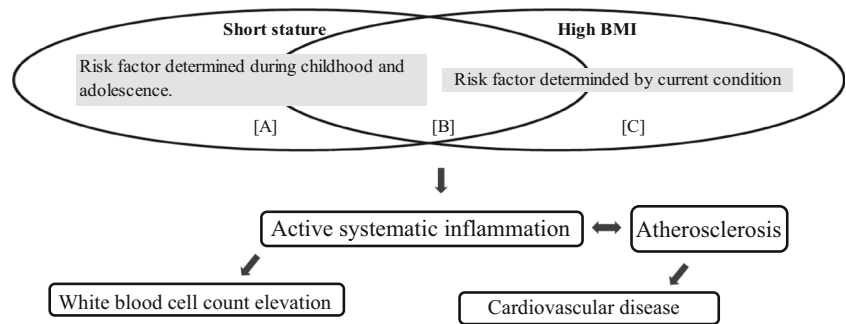 Short stature
High BMI
Risk factor determined during childhood and
adolescence.
Risk factor determinded by current condition
[A]
[B]
[C]
Active systematic inflammation
Atherosclerosis
White blood cell count elevation
Cardiovascular disease